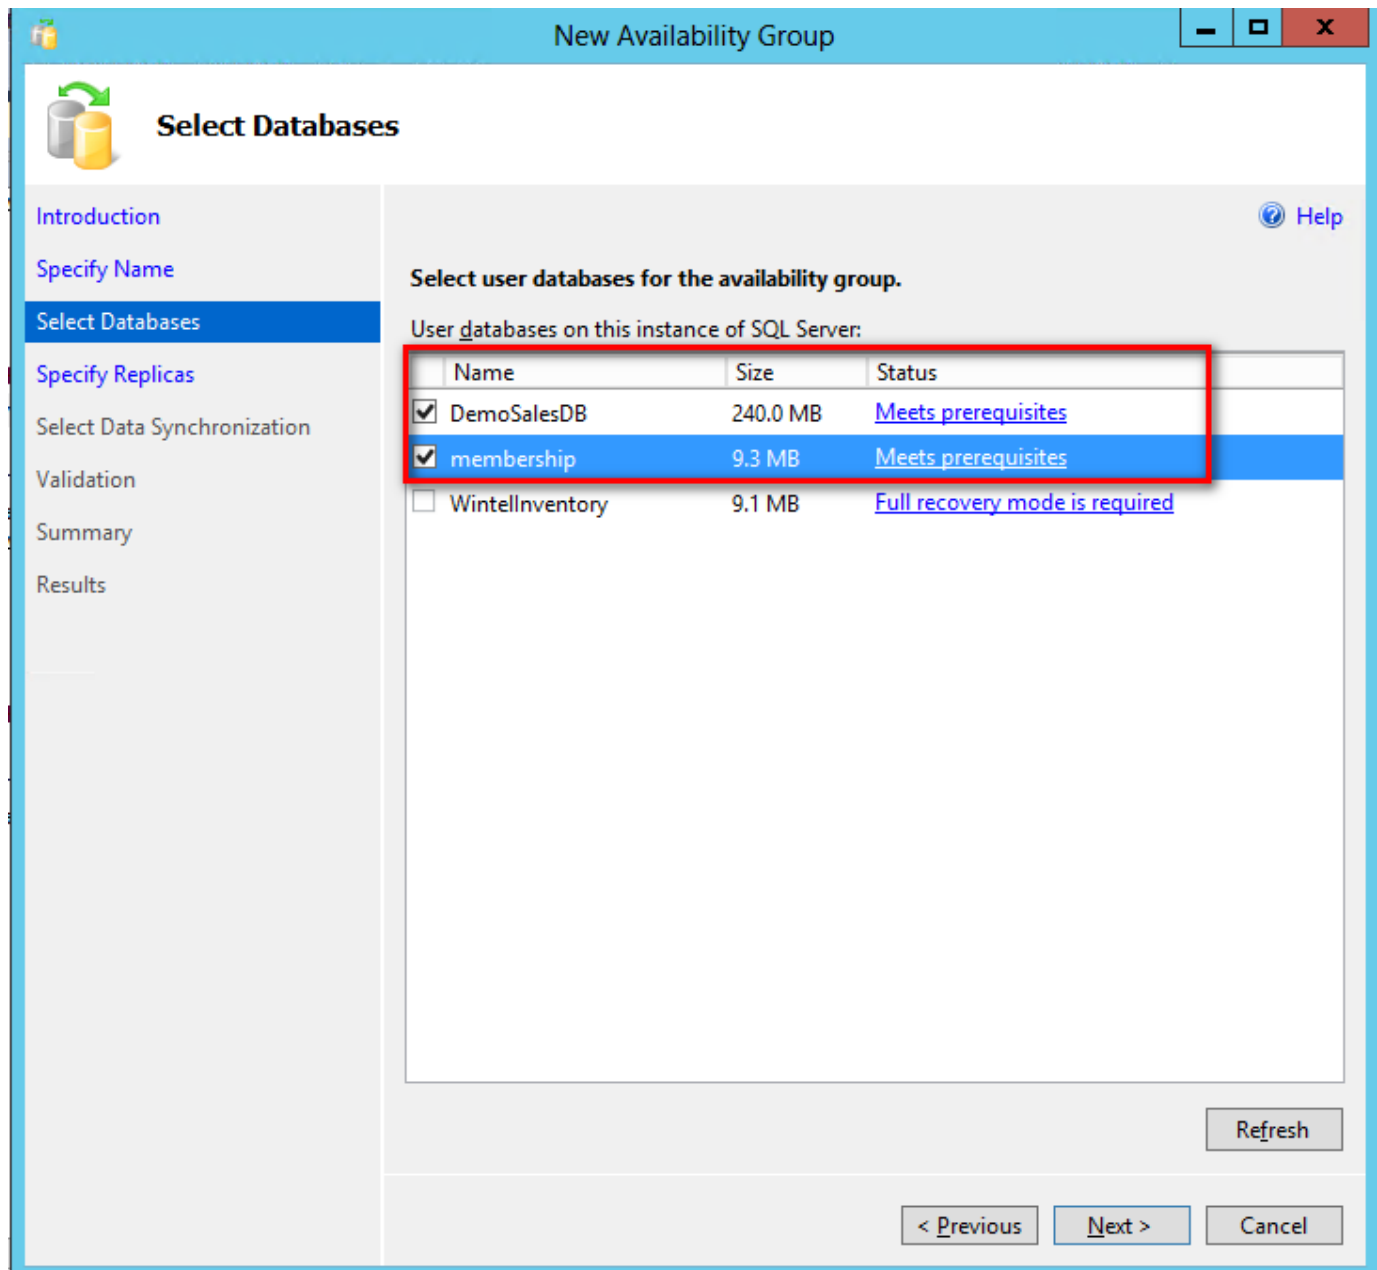 New Availability Group
Select Databases
Introduction
Help
Specify Name
Select user databases for the availability group.
Select Databases
User databases on this instance of SQL Server:
Specify Replicas
Name Size Status
DemoSalesDB 240.0 MB Meets prerequisites
Select Data Synchronization
membership 9.3 MB Meets prerequisites
Validation
WintelInventory 9.1 MB Full recovery mode is required
Summary
Results
Refresh
< Previous Next > Cancel